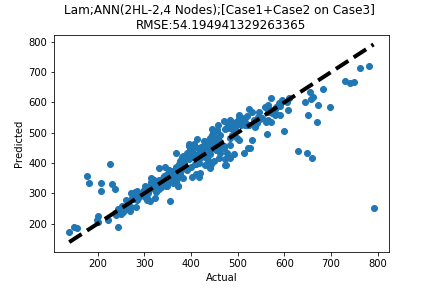 Lam;ANN(2HL-2,4 Nodes);[Case1+Case2 on Case3]
RMSE:54.194941329263365
800
700
600
500
400
300
200
Predicted
200 300 400 500 600 700 800
Actual